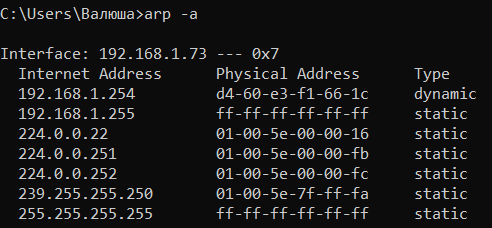 C:\Users\Валюша>arp -a
Interface: 192.168.1.73 --- 0x7
  Internet Address      Physical Address      Type
  192.168.1.254         d4-60-e3-f1-66-1c     dynamic
  192.168.1.255         ff-ff-ff-ff-ff-ff     static
  224.0.0.22            01-00-5e-00-00-16     static
  224.0.0.251           01-00-5e-00-00-fb     static
  224.0.0.252           01-00-5e-00-00-fc     static
  239.255.255.250       01-00-5e-7f-ff-fa     static
  255.255.255.255       ff-ff-ff-ff-ff-ff     static